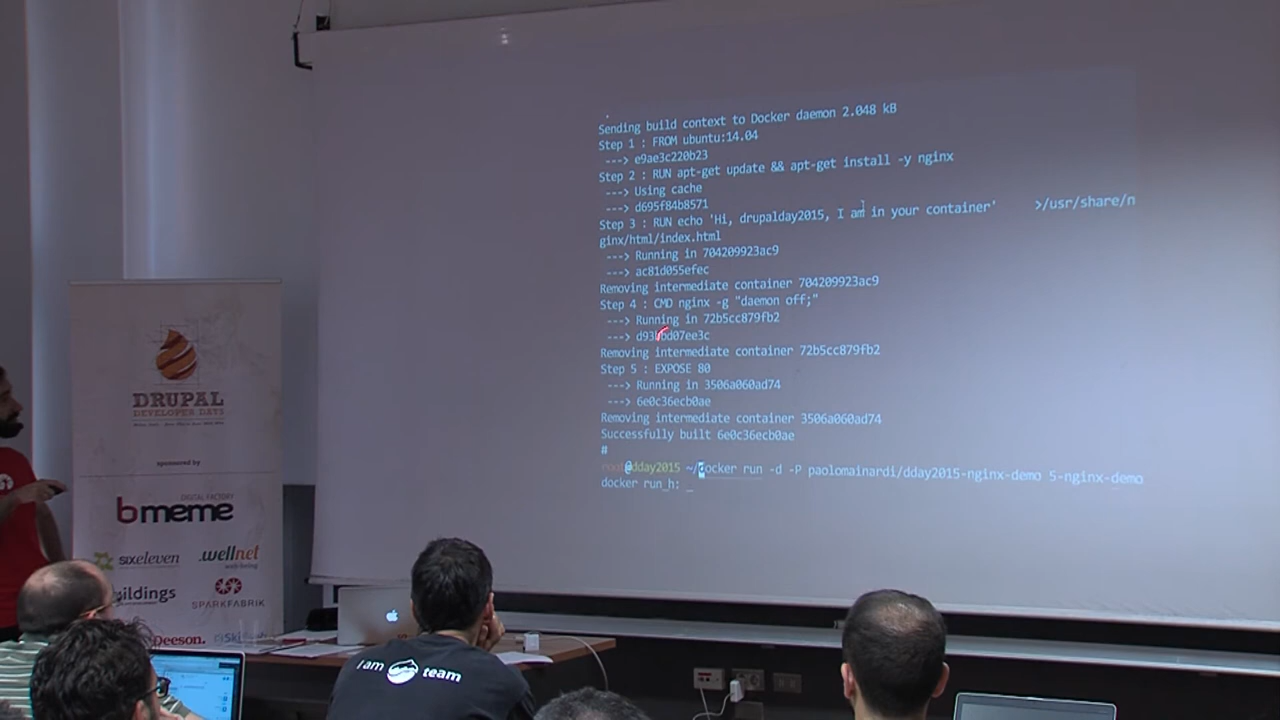 Sending build context to Docker daemon 2.048 kB
Step 1 : FROM ubuntu:14.04
---> e9ae3c220b23
Step 2 : RUN apt-get update && apt-get install -y nginx
---> Using cache
---> d695f84b8571
Step 3 : RUN echo 'Hi, drupalday2015, I am in your container' >/usr/share/n
ginx/html/index.html
---> Running in 704209923ac9
---> ac81d055efec
Removing intermediate container 704209923ac9
Step 4 : CMD nginx -g "daemon off;"
---> Running in 72b5cc879fb2
Removing intermediate container 72b5cc879fb2
Step 5 : EXPOSE 80
---> Running in 3506a060ad74
---> 6e0c36ecb0ae
Removing intermediate container 3506a060ad74
Successfully built 6e0c36ecb0ae
#
root@dday2015 ~/docker run -d -P paolomainardi/dday2015-nginx-demo 5-nginx-demo
docker run_h: _
DRUPAL
DEVELOPER DAYS
sponsored by
DIGITAL FACTORY
bmeme
sixeleven
.wellnet
ildings
SPARKFABRIK
Deeson.
I am team